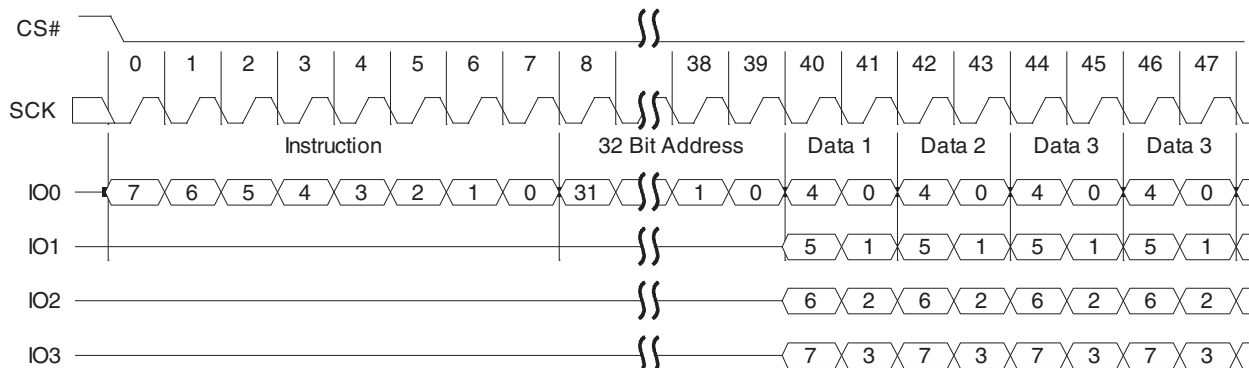 CS#
0 1 2 3 4 5 6 7 8 38 39 40 41 42 43 44 45 46 47
SCK
Instruction 32 Bit Address Data 1 Data 2 Data 3 Data 3
IO0 7 6 5 4 3 2 1 0 31 1 0 4 0 4 0 4 0 4 0
IO1 5 1 5 1 5 1 5 1
IO2 6 2 6 2 6 2 6 2
IO3 7 3 7 3 7 3 7 3